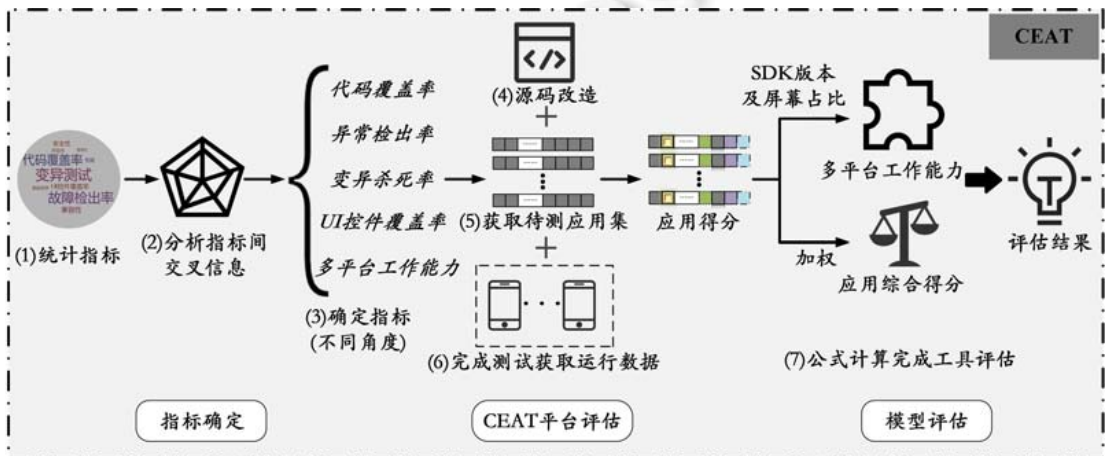 CEAT
代码覆盖率
变异测试
故障检出率
(1)统计指标
(2)分析指标间
交叉信息
代码覆盖率
异常检出率
变异杀死率
UI控件覆盖率
多平台工作能力
(3)确定指标
(不同角度)
(4)源码改造
+
(5)获取待测应用集
+
(6)完成测试获取运行数据
应用得分
SDK版本
及屏幕占比
多平台工作能力
加权
应用综合得分
(7)公式计算完成工具评估
评估结果
指标确定
CEAT平台评估
模型评估